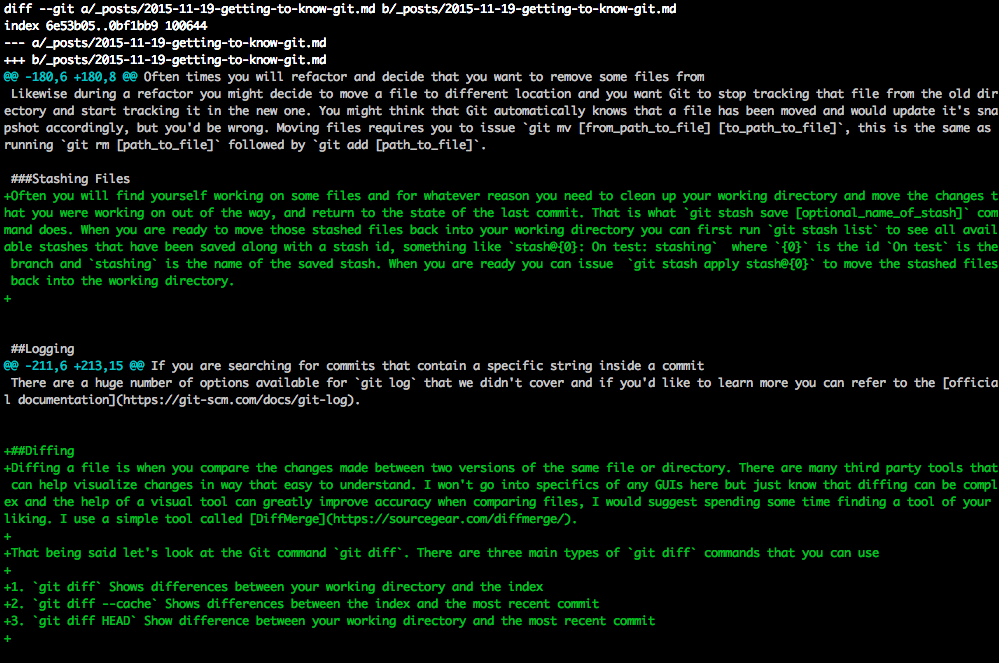 diff --git a/_posts/2015-11-19-getting-to-know-git.md b/_posts/2015-11-19-getting-to-know-git.md
index 6e53b05..0bf1bb9 100644
--- a/_posts/2015-11-19-getting-to-know-git.md
+++ b/_posts/2015-11-19-getting-to-know-git.md
@@ -180,6 +180,8 @@ Often times you will refactor and decide that you want to remove some files from
 Likewise during a refactor you might decide to move a file to different location and you want Git to stop tracking that file from the old dir
ectory and start tracking it in the new one. You might think that Git automatically knows that a file has been moved and would update it's sna
pshot accordingly, but you'd be wrong. Moving files requires you to issue `git mv [from_path_to_file] [to_path_to_file]`, this is the same as
running `git rm [path_to_file]` followed by `git add [path_to_file]`.
 ###Stashing Files
+Often you will find yourself working on some files and for whatever reason you need to clean up your working directory and move the changes t
hat you were working on out of the way, and return to the state of the last commit. That is what `git stash save [optional_name_of_stash]` com
mand does. When you are ready to move those stashed files back into your working directory you can first run `git stash list` to see all avail
able stashes that have been saved along with a stash id, something like `stash@{0}: On test: stashing`  where `{0}` is the id `On test` is the
 branch and `stashing` is the name of the saved stash. When you are ready you can issue  `git stash apply stash@{0}` to move the stashed files
 back into the working directory.
+
 ##Logging
@@ -211,6 +213,15 @@ If you are searching for commits that contain a specific string inside a commit
 There are a huge number of options available for `git log` that we didn't cover and if you'd like to learn more you can refer to the [officia
l documentation](https://git-scm.com/docs/git-log).
+##Diffing
+Diffing a file is when you compare the changes made between two versions of the same file or directory. There are many third party tools that
 can help visualize changes in way that easy to understand. I won't go into specifics of any GUIs here but just know that diffing can be compl
ex and the help of a visual tool can greatly improve accuracy when comparing files, I would suggest spending some time finding a tool of your
liking. I use a simple tool called [DiffMerge](https://sourcegear.com/diffmerge/).
+
+That being said let's look at the Git command `git diff`. There are three main types of `git diff` commands that you can use
+
+1. `git diff` Shows differences between your working directory and the index
+2. `git diff --cache` Shows differences between the index and the most recent commit
+3. `git diff HEAD` Show difference between your working directory and the most recent commit
+